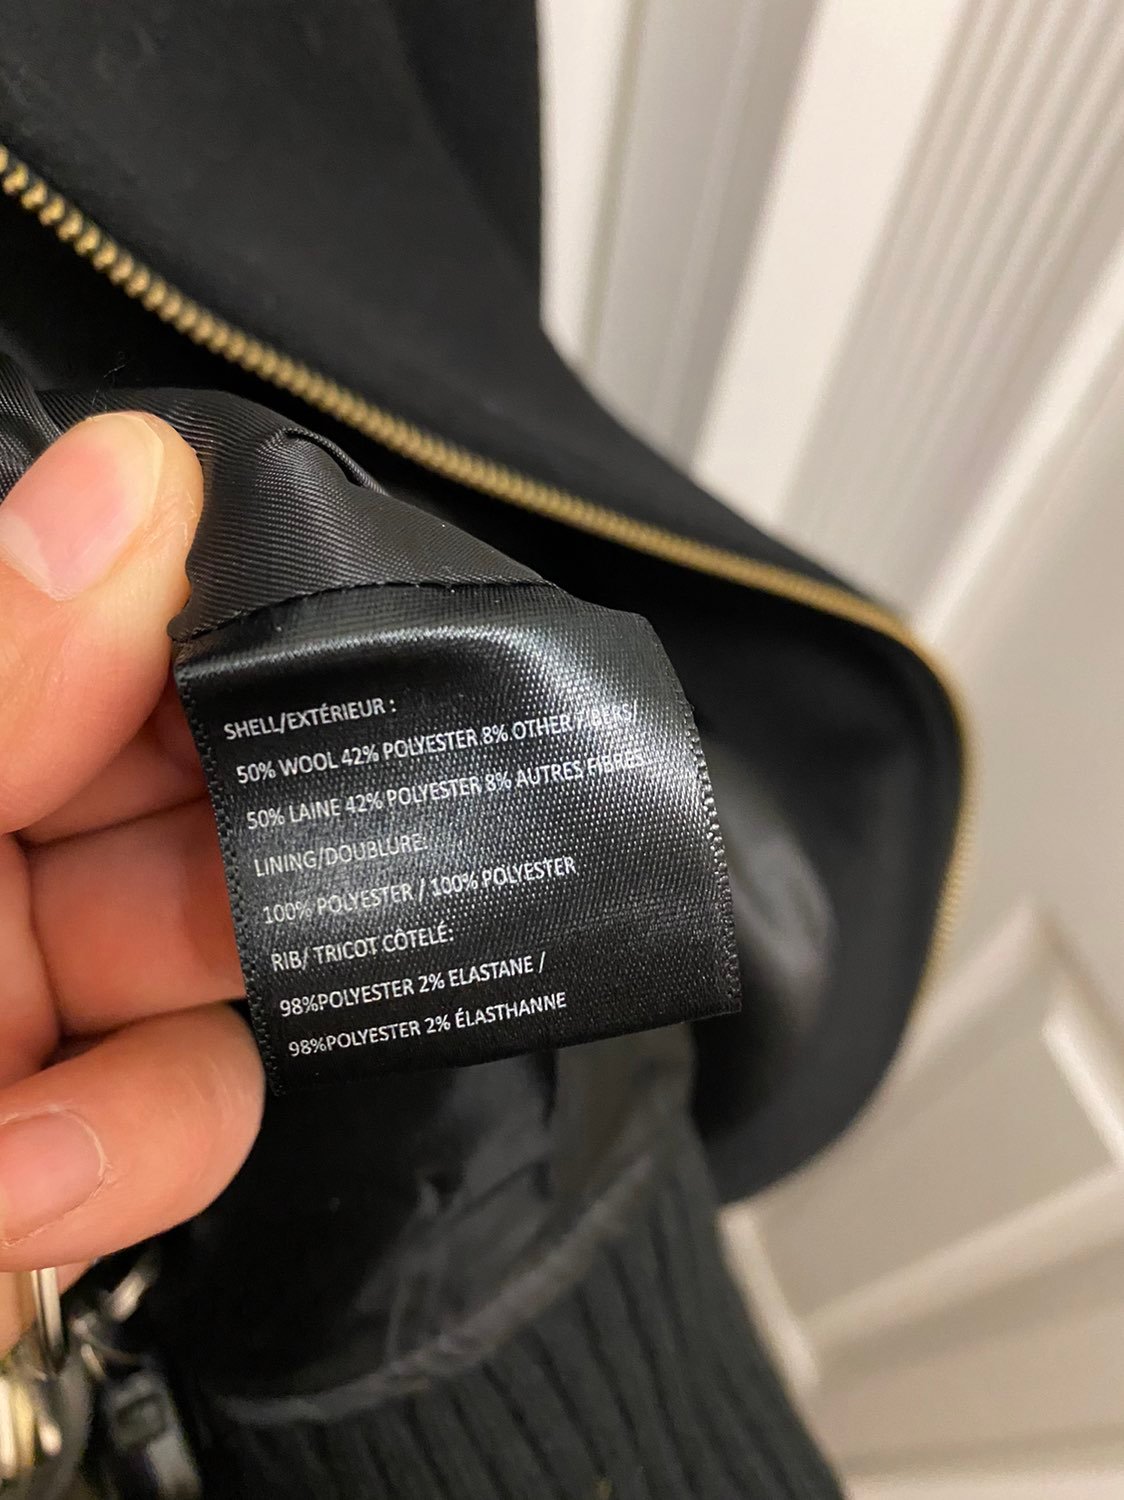 SHELL/EXTÉRIEUR :
50% WOOL 42% POLYESTER 8% OTHER FIBERS
50% LAINE 42% POLYESTER 8% AUTRES FIBRES
LINING/DOUBLURE:
100% POLYESTER / 100% POLYESTER
RIB/ TRICOT CÔTELÉ:
98%POLYESTER 2% ELASTANE /
98%POLYESTER 2% ÉLASTHANNE